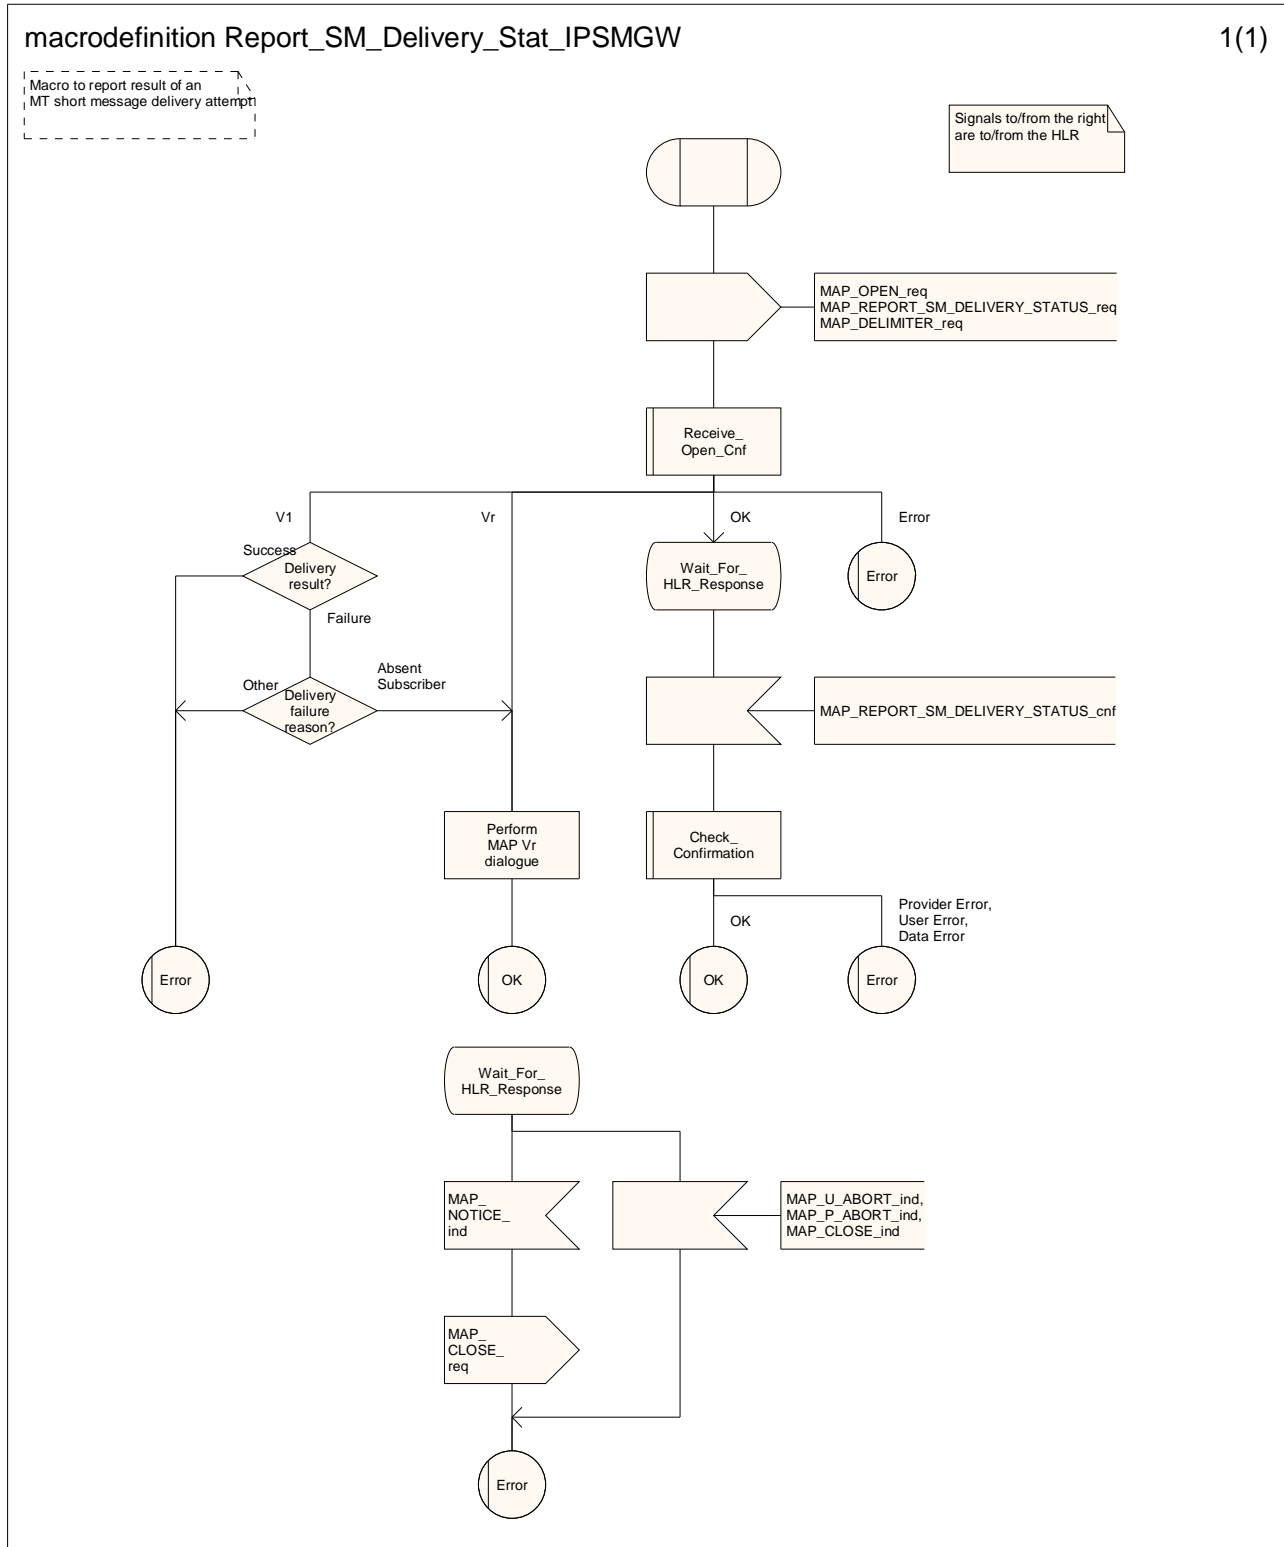 macrodefinition Report_SM_Delivery_Stat_IPSMGW
1(1)
Macro to report result of an
MT short message delivery attempt
Signals to/from the right
are to/from the HLR
MAP_OPEN_req
MAP_REPORT_SM_DELIVERY_STATUS_req
MAP_DELIMITER_req
Receive_
Open_Cnf
V1
Vr
OK
Error
Success
Delivery
result?
Wait_For_
HLR_Response
Error
Failure
Other
Delivery
failure
reason?
Absent
Subscriber
MAP_REPORT_SM_DELIVERY_STATUS_cnf
Perform
MAP Vr
dialogue
Check_
Confirmation
OK
Provider Error,
User Error,
Data Error
Error
OK
OK
Error
Wait_For_
HLR_Response
MAP_
NOTICE_
ind
MAP_U_ABORT_ind,
MAP_P_ABORT_ind,
MAP_CLOSE_ind
MAP_
CLOSE_
req
Error